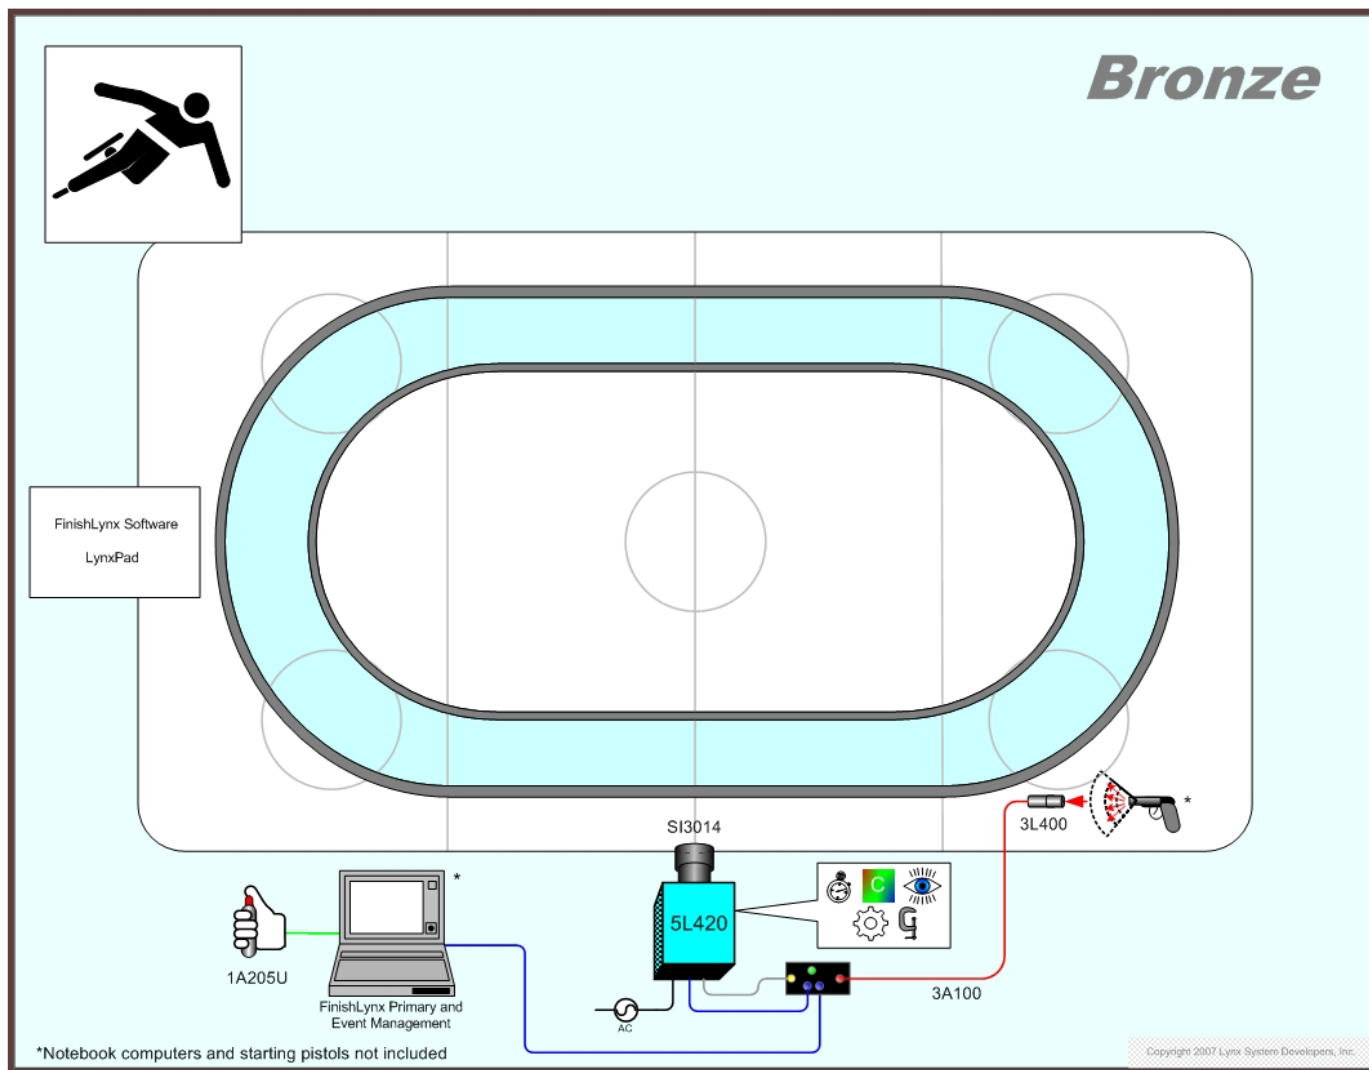 Bronze
FinishLynx Software
LynxPad
SI3014
3L400
*
*
C
5L420
1A205U
3A100
FinishLynx Primary and
Event Management
AC
*Notebook computers and starting pistols not included
Copyright 2007 Lynx System Developers, Inc.